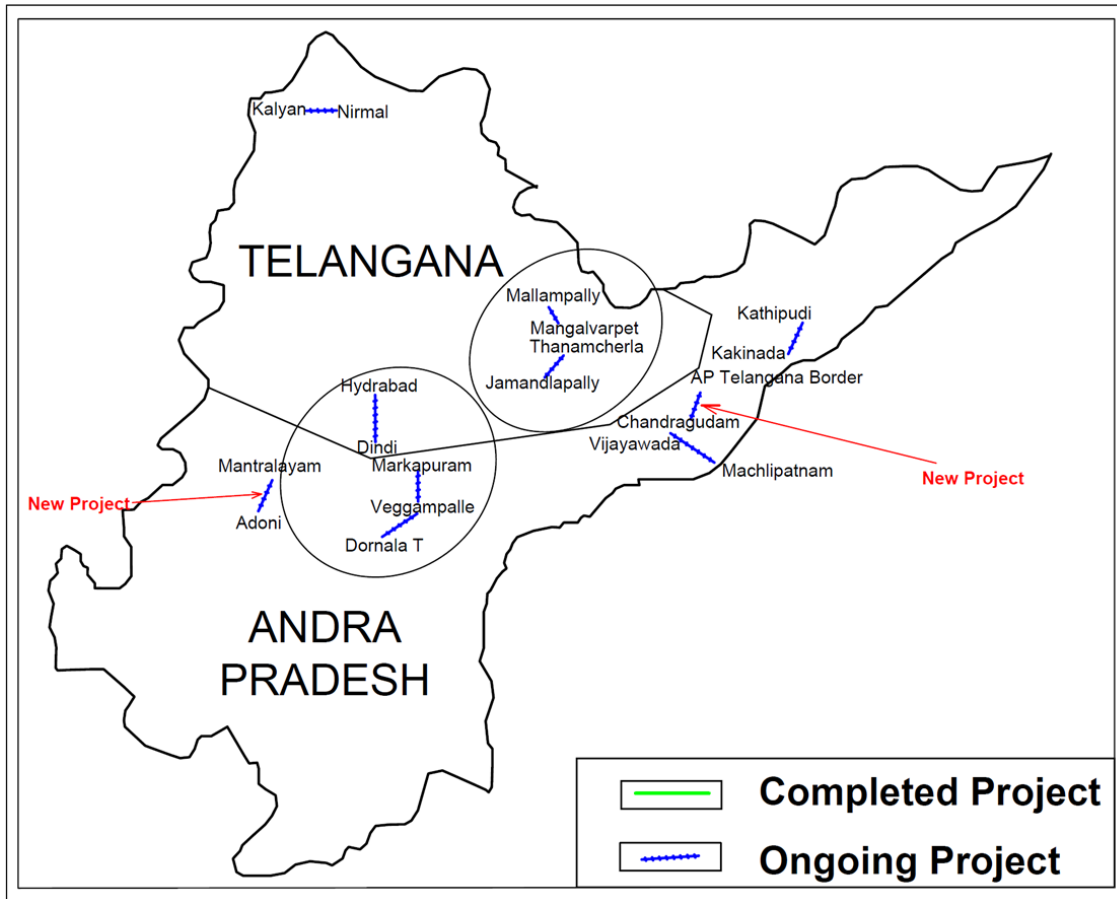 Kalyan
Nirmal
TELANGANA
Mallampally
Mangalvarpet
Thanamcherla
Jamandlapally
Kathipudi
Kakinada
AP Telangana Border
Chandragudam
Vijayawada
Machlipatnam
New Project
Hydrabad
Dindi
Markapuram
Veggampalle
Dornala T
Mantralayam
New Project
Adoni
ANDRA
PRADESH
Completed Project
Ongoing Project